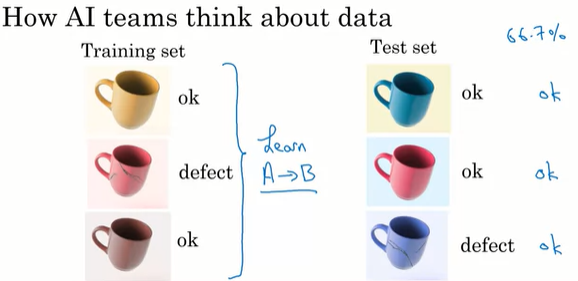 How AI teams think about data
66.7%
Training set
Test set
ok
ok
ok
defect
Learn
A→B
ok
ok
ok
defect
ok